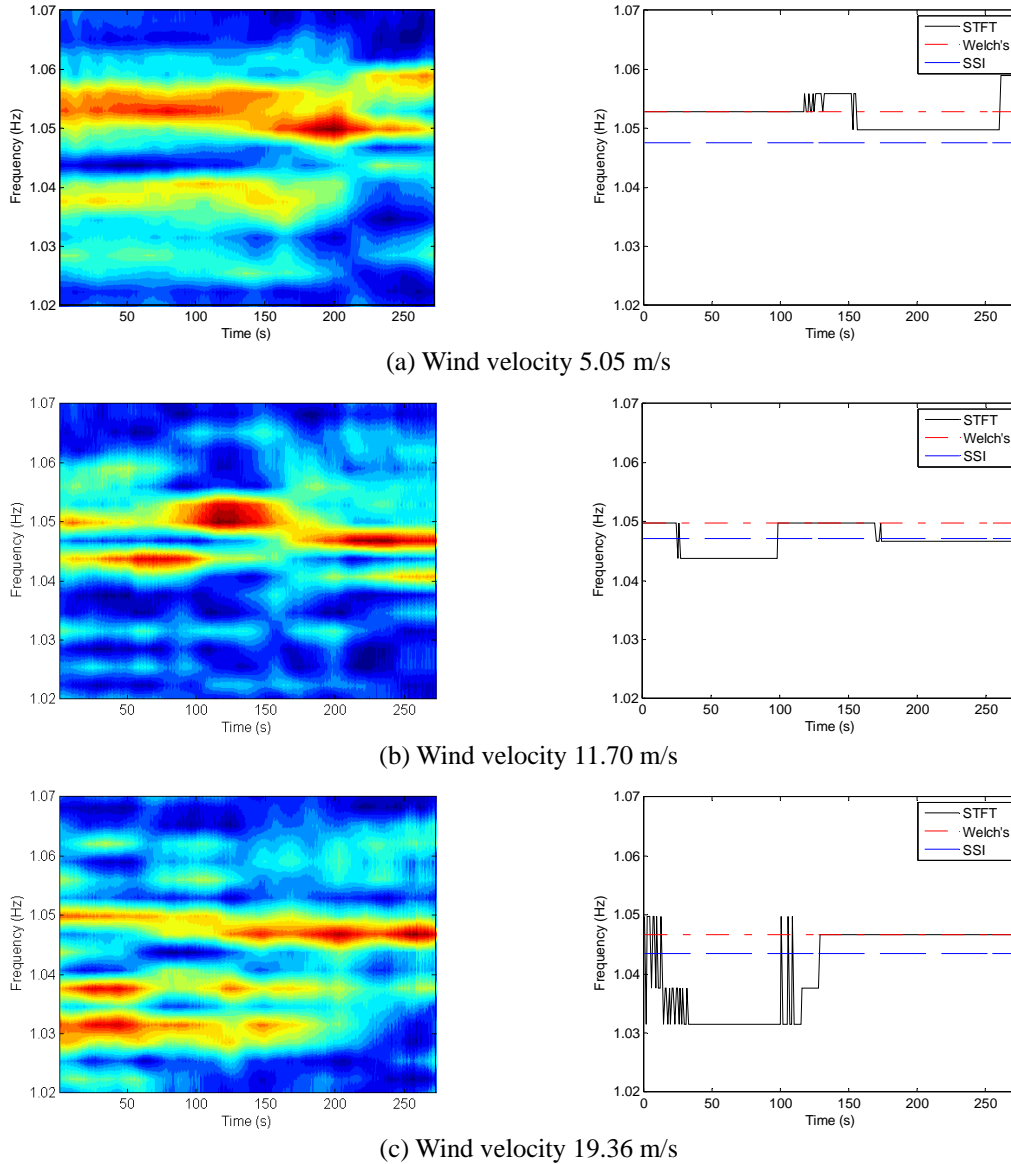 1.07
1.06
1.05
1.04
1.03
1.02
Frequency (Hz)
50 100 150 200 250
Time (s)
1.07
1.06
1.05
1.04
1.03
1.02
Frequency (Hz)
0 50 100 150 200 250
Time (s)
STFT
Welch's
SSI
(a) Wind velocity 5.05 m/s
1.07
1.06
1.05
1.04
1.03
1.02
Frequency (Hz)
50 100 150 200 250
Time (s)
1.07
1.06
1.05
1.04
1.03
1.02
Frequency (Hz)
0 50 100 150 200 250
Time (s)
STFT
Welch's
SSI
(b) Wind velocity 11.70 m/s
1.07
1.06
1.05
1.04
1.03
1.02
Frequency (Hz)
50 100 150 200 250
Time (s)
1.07
1.06
1.05
1.04
1.03
1.02
Frequency (Hz)
0 50 100 150 200 250
Time (s)
STFT
Welch's
SSI
(c) Wind velocity 19.36 m/s